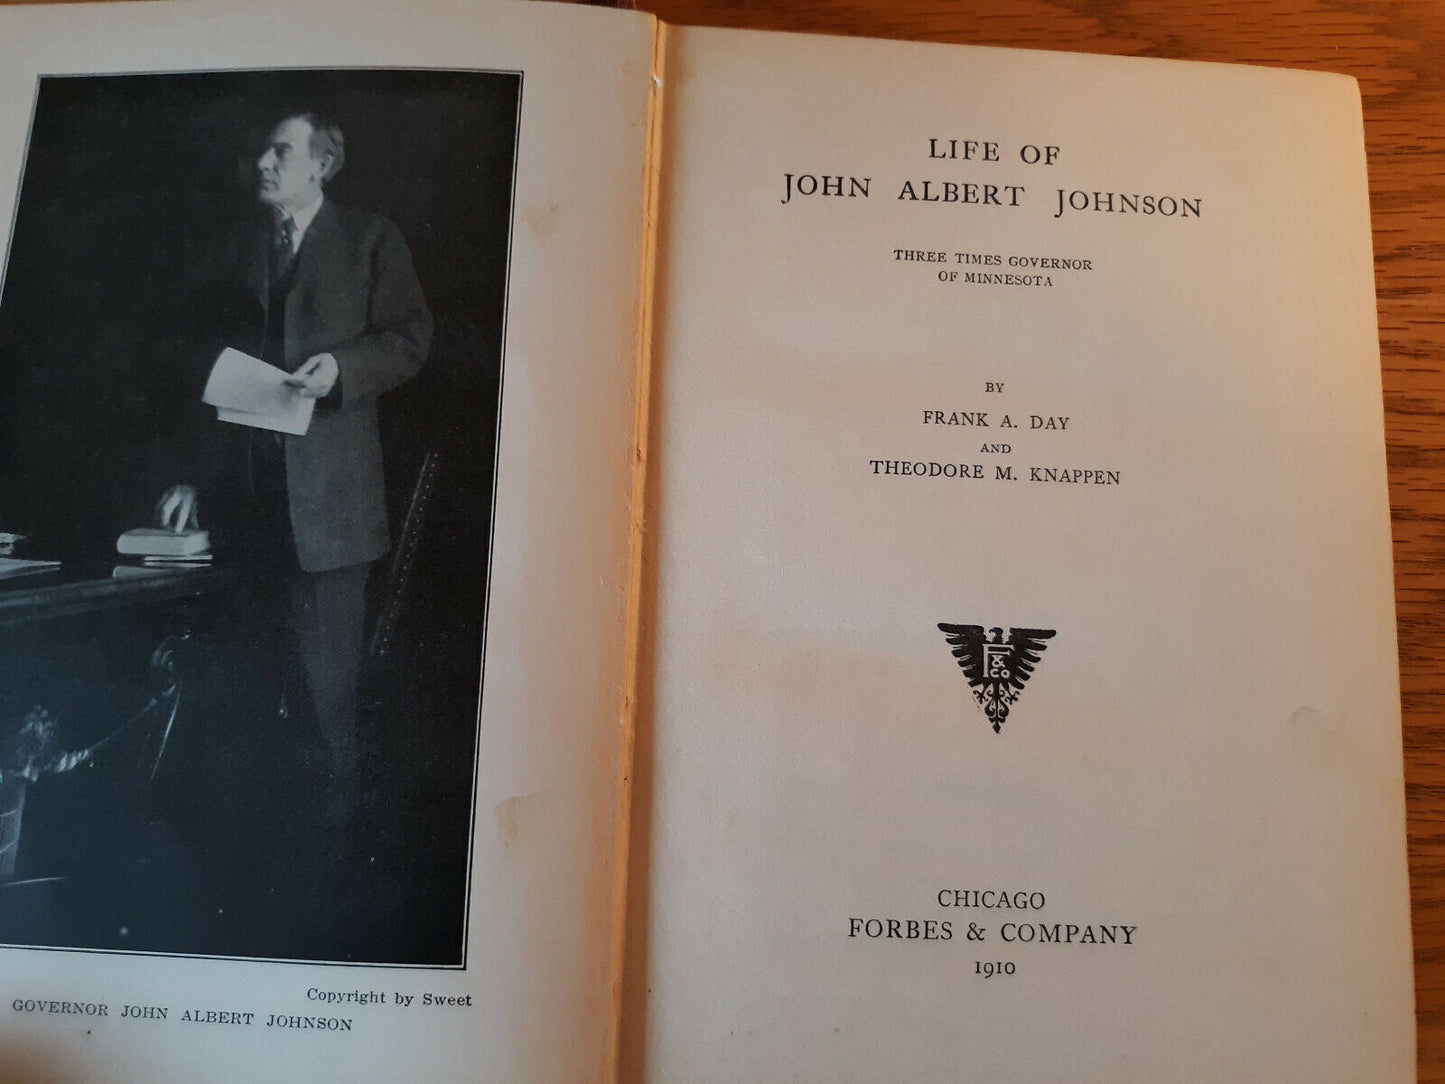 Copyright by Sweet
GOVERNOR JOHN ALBERT JOHNSON
LIFE OF
JOHN ALBERT JOHNSON
THREE TIMES GOVERNOR
OF MINNESOTA
BY
FRANK A. DAY
AND
THEODORE M. KNAPPEN
F
&
CO
CHICAGO
FORBES & COMPANY
1910